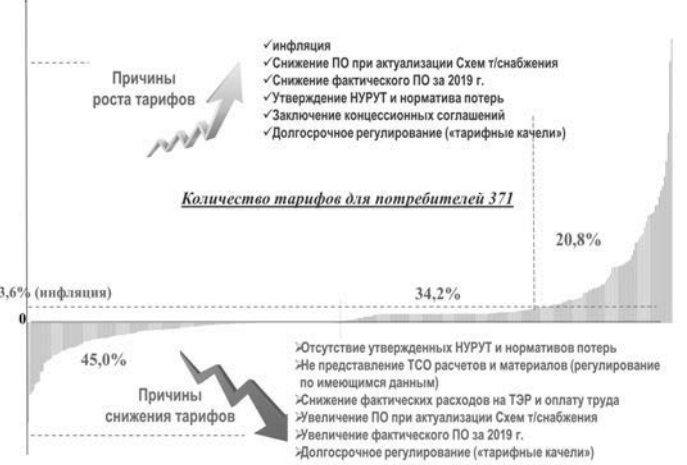 Причины
роста тарифов
✓инфляция
✓Снижение ПО при актуализации Схем т/снабжения
✓Снижение фактического ПО за 2019 г.
✓Утверждение НУРУТ и норматива потерь
✓Заключение концессионных соглашений
✓Долгосрочное регулирование («тарифные качели»)
Количество тарифов для потребителей 371
20,8%
3,6% (инфляция)
34,2%
0
45,0%
Причины
снижения тарифов
➢Отсутствие утвержденных НУРУТ и нормативов потерь
➢Не представление ТСО расчетов и материалов (регулирование
по имеющимся данным)
➢Снижение фактических расходов на ТЭР и оплату труда
➢Увеличение ПО при актуализации Схем т/снабжения
➢Увеличение фактического ПО за 2019 г.
➢Долгосрочное регулирование («тарифные качели»)